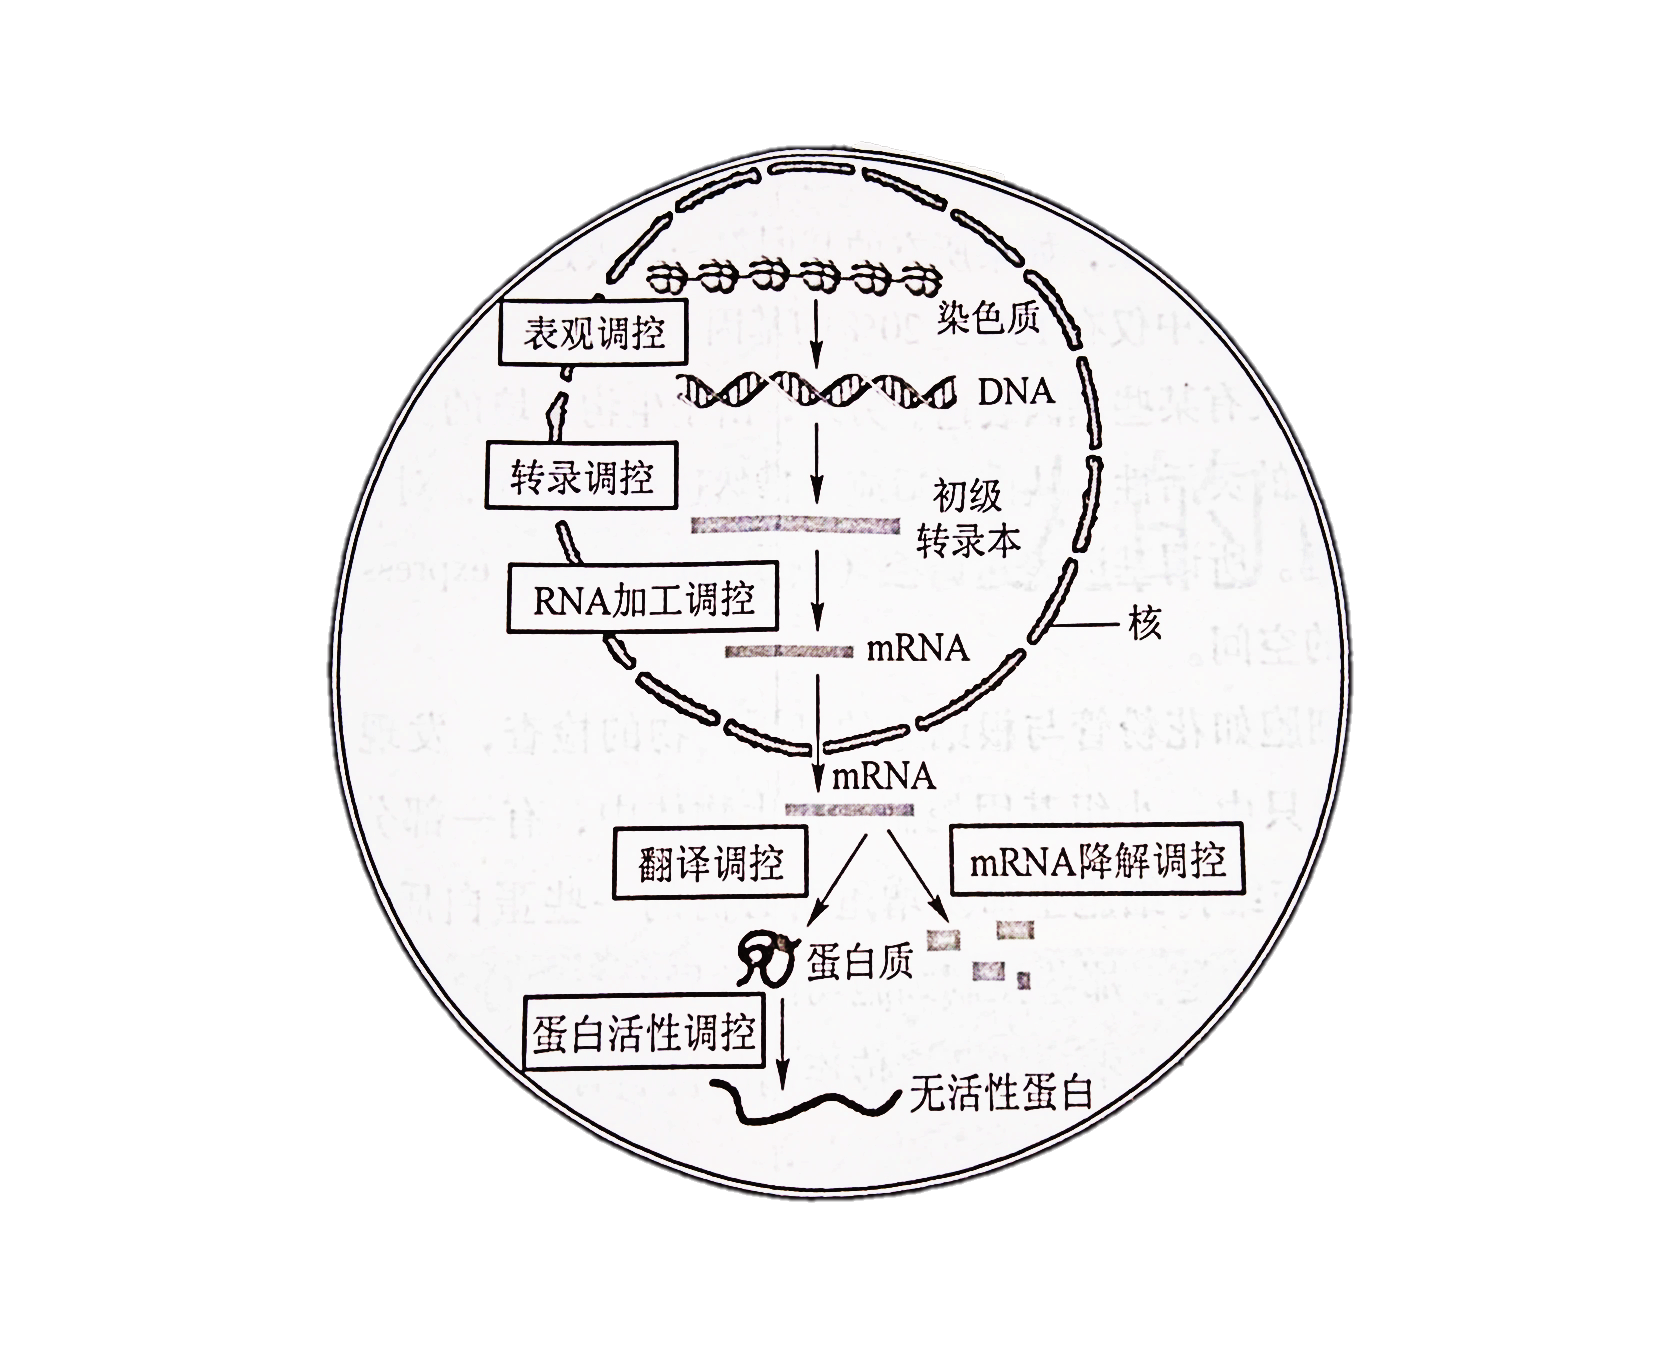 染色质
表观调控
DNA
转录调控
初级
转录本
RNA加工调控
核
mRNA
mRNA
翻译调控
mRNA降解调控
蛋白质
蛋白活性调控
无活性蛋白